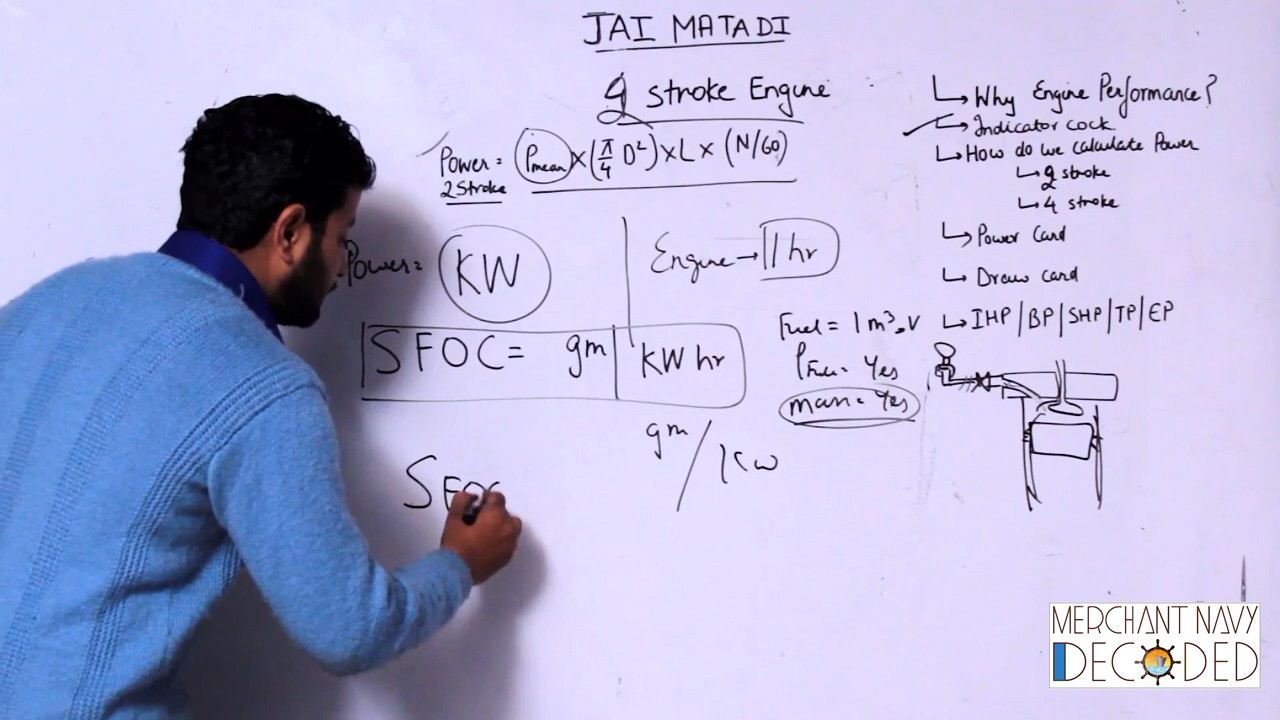 JAI MATADI
2 stroke Engine
Power = Pmean × (π/4 D²) × L × (N/60)
2 Stroke
Power = KW
Engine → 1 hr
SFOC = gm | KW hr
gm / KW
SFOC
Fuel = 1 m³ . V
ρFuel = Yes
mass = Yes
↳ Why Engine Performance?
✓ ↳ Indicator cock
↳ How do we calculate Power
↳ 2 stroke
↳ 4 stroke
↳ Power card
↳ Draw card
↳ IHP / BP / SHP / TP / EP
MERCHANT NAVY
DECODED